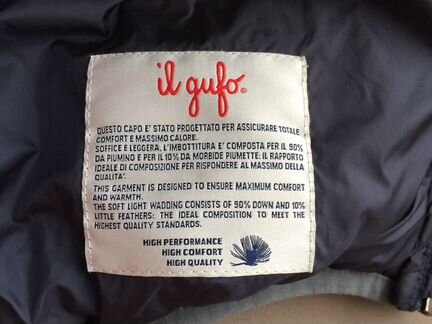 il gufo®
QUESTO CAPO E' STATO PROGETTATO PER ASSICURARE TOTALE
COMFORT E MASSIMO CALORE.
SOFFICE E LEGGERA, L'IMBOTTITURA E' COMPOSTA PER IL 90%
DA PIUMINO E PER IL 10% DA MORBIDE PIUMETTE: IL RAPPORTO
IDEALE DI COMPOSIZIONE PER RISPONDERE AL MASSIMO DELLA
QUALITA'.
THIS GARMENT IS DESIGNED TO ENSURE MAXIMUM COMFORT
AND WARMTH.
THE SOFT LIGHT WADDING CONSISTS OF 90% DOWN AND 10%
LITTLE FEATHERS: THE IDEAL COMPOSITION TO MEET THE
HIGHEST QUALITY STANDARDS.
HIGH PERFORMANCE
HIGH COMFORT
HIGH QUALITY